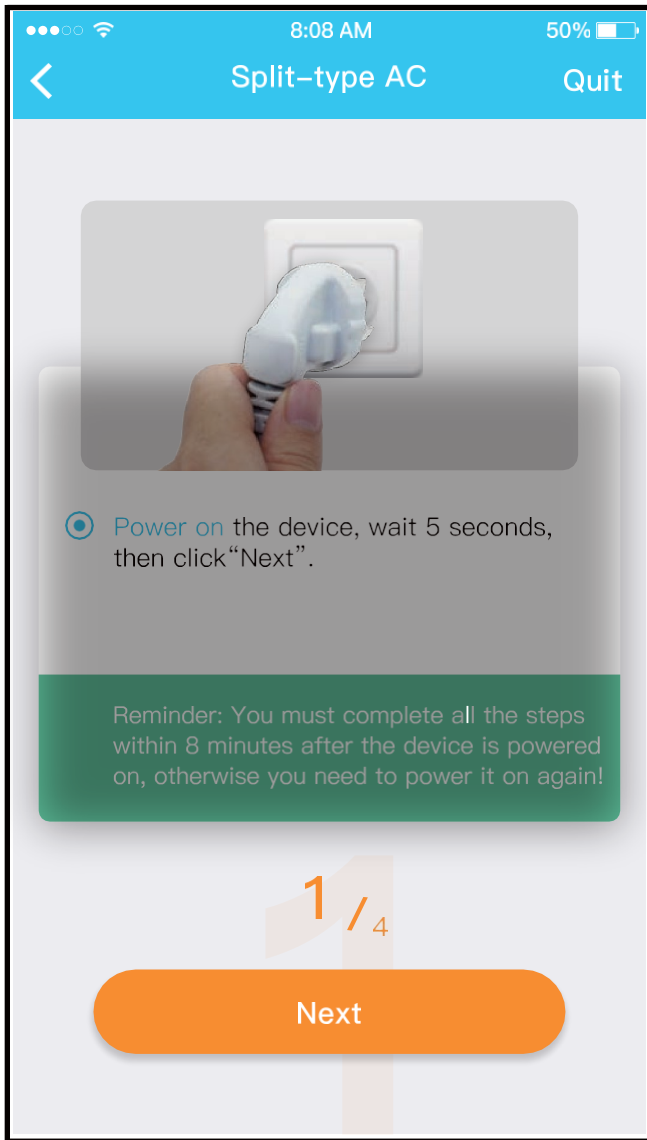 8:08 AM
50%
Split-type AC
Quit
Power on the device, wait 5 seconds,
then click“Next”.
Reminder: You must complete all the steps
within 8 minutes after the device is powered
on, otherwise you need to power it on again!
1
1/4
Next